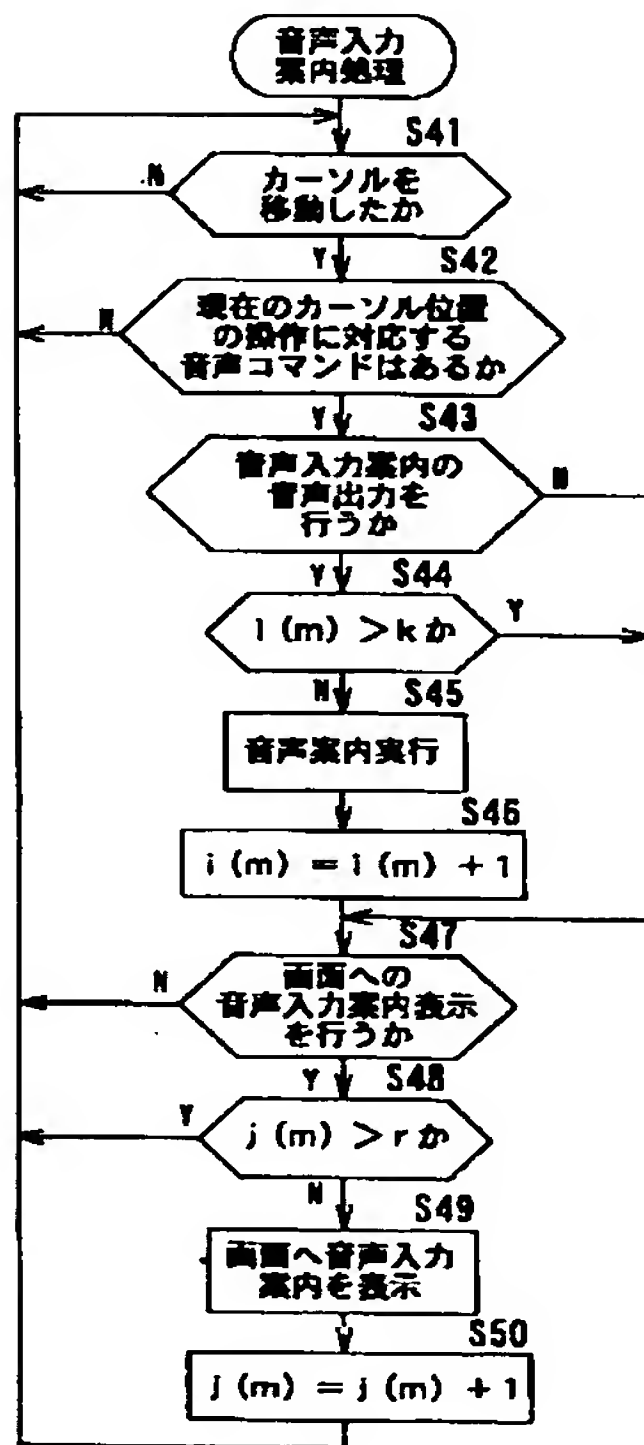 音声入力
案内処理
S41
N
カーソルを
移動したか
Y
S42
N
現在のカーソル位置
の操作に対応する
音声コマンドはあるか
Y
S43
音声入力案内の
音声出力を
行うか
N
Y
S44
i (m) > k か
Y
N
S45
音声案内実行
S46
i (m) = i (m) + 1
S47
N
画面への
音声入力案内表示
を行うか
Y
S48
Y
j (m) > r か
N
S49
画面へ音声入力
案内を表示
S50
j (m) = j (m) + 1